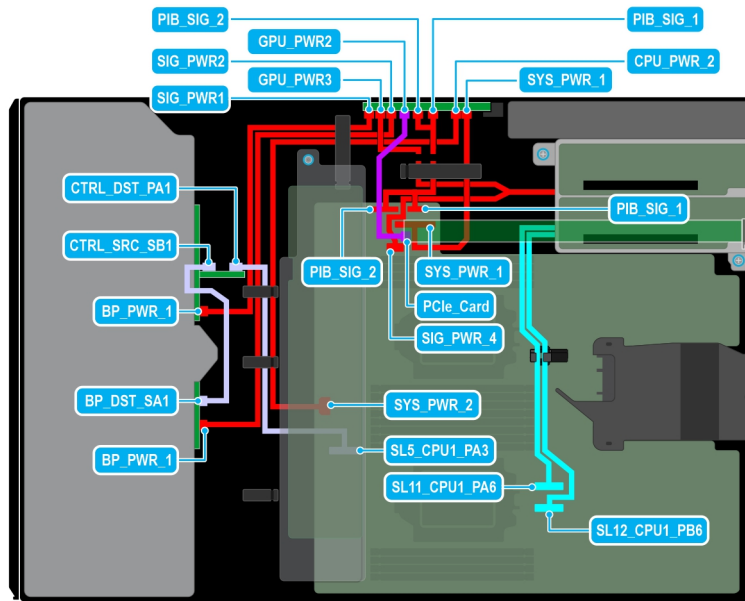 PIB_SIG_2
PIB_SIG_1
GPU_PWR2
SIG_PWR2
CPU_PWR_2
GPU_PWR3
SYS_PWR_1
SIG_PWR1
CTRL_DST_PA1
PIB_SIG_1
CTRL_SRC_SB1
PIB_SIG_2
SYS_PWR_1
BP_PWR_1
PCIe_Card
SIG_PWR_4
BP_DST_SA1
SYS_PWR_2
BP_PWR_1
SL5_CPU1_PA3
SL11_CPU1_PA6
SL12_CPU1_PB6